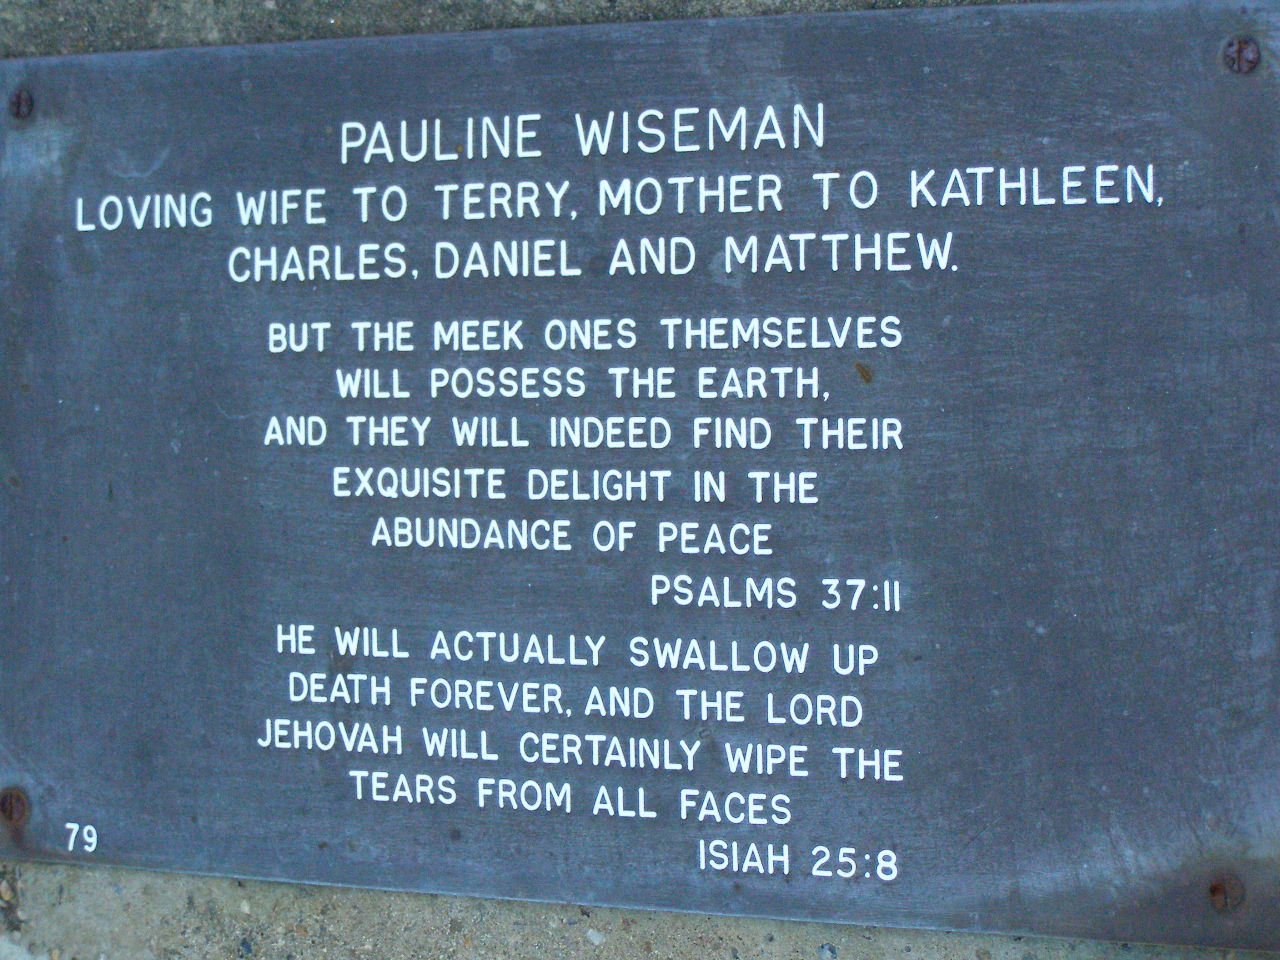 PAULINE WISEMAN
LOVING WIFE TO TERRY, MOTHER TO KATHLEEN,
CHARLES, DANIEL AND MATTHEW.
BUT THE MEEK ONES THEMSELVES
WILL POSSESS THE EARTH,
AND THEY WILL INDEED FIND THEIR
EXQUISITE DELIGHT IN THE
ABUNDANCE OF PEACE
PSALMS 37:11
HE WILL ACTUALLY SWALLOW UP
DEATH FOREVER, AND THE LORD
JEHOVAH WILL CERTAINLY WIPE THE
TEARS FROM ALL FACES
ISIAH 25:8
79